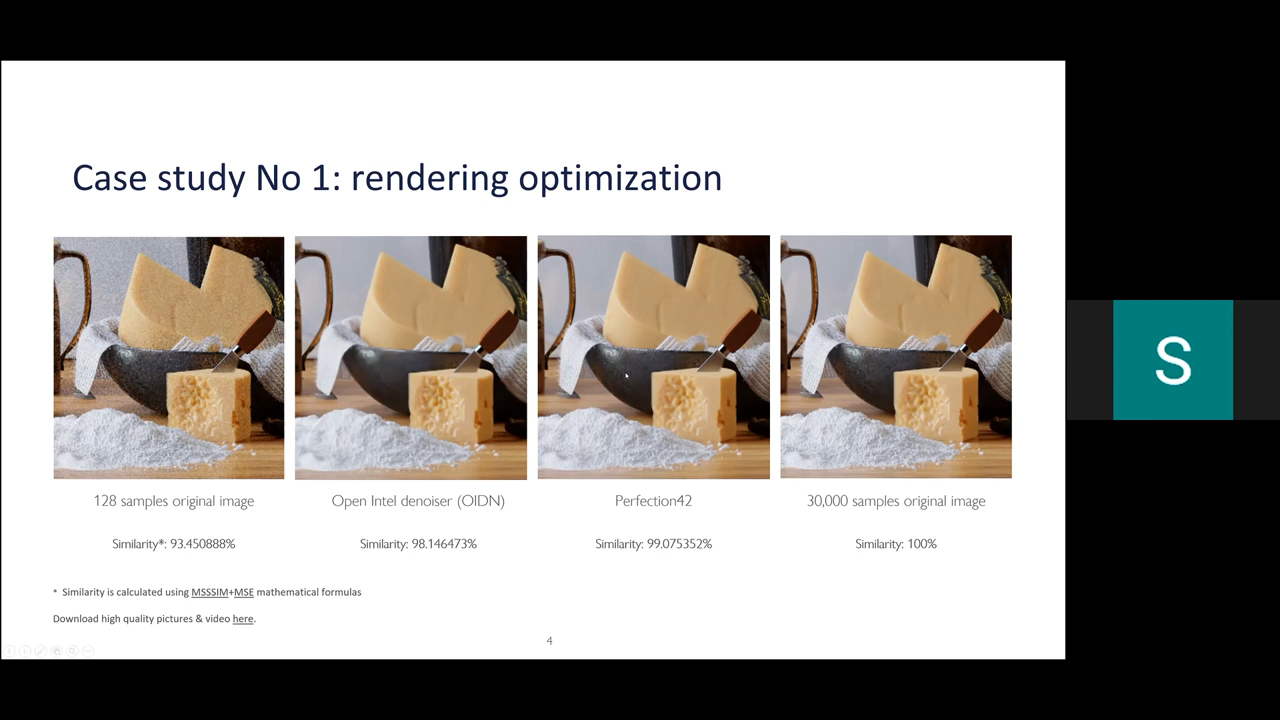 Case study No 1: rendering optimization
128 samples original image
Open Intel denoiser (OIDN)
Perfection42
30,000 samples original image
Similarity*: 93.450888%
Similarity: 98.146473%
Similarity: 99.075352%
Similarity: 100%
* Similarity is calculated using MSSSIM+MSE mathematical formulas
Download high quality pictures & video here.
4
S